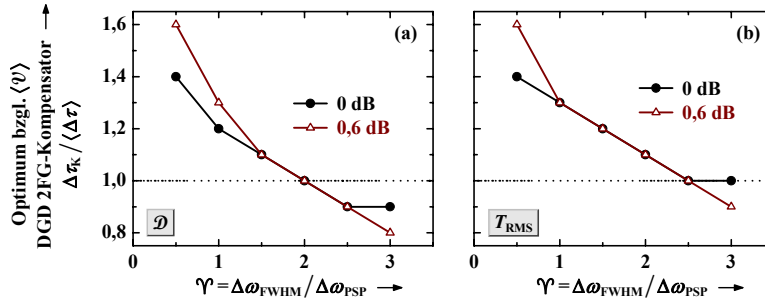 Optimum bzgl. ⟨𝒱⟩
DGD 2FG-Kompensator
Δτ_K / ⟨Δτ⟩
1,6
1,4
1,2
1,0
0,8
(a)
0 dB
0,6 dB
𝒟
0 1 2 3
ϒ = Δω_FWHM / Δω_PSP
(b)
0 dB
0,6 dB
T_RMS
0 1 2 3
ϒ = Δω_FWHM / Δω_PSP